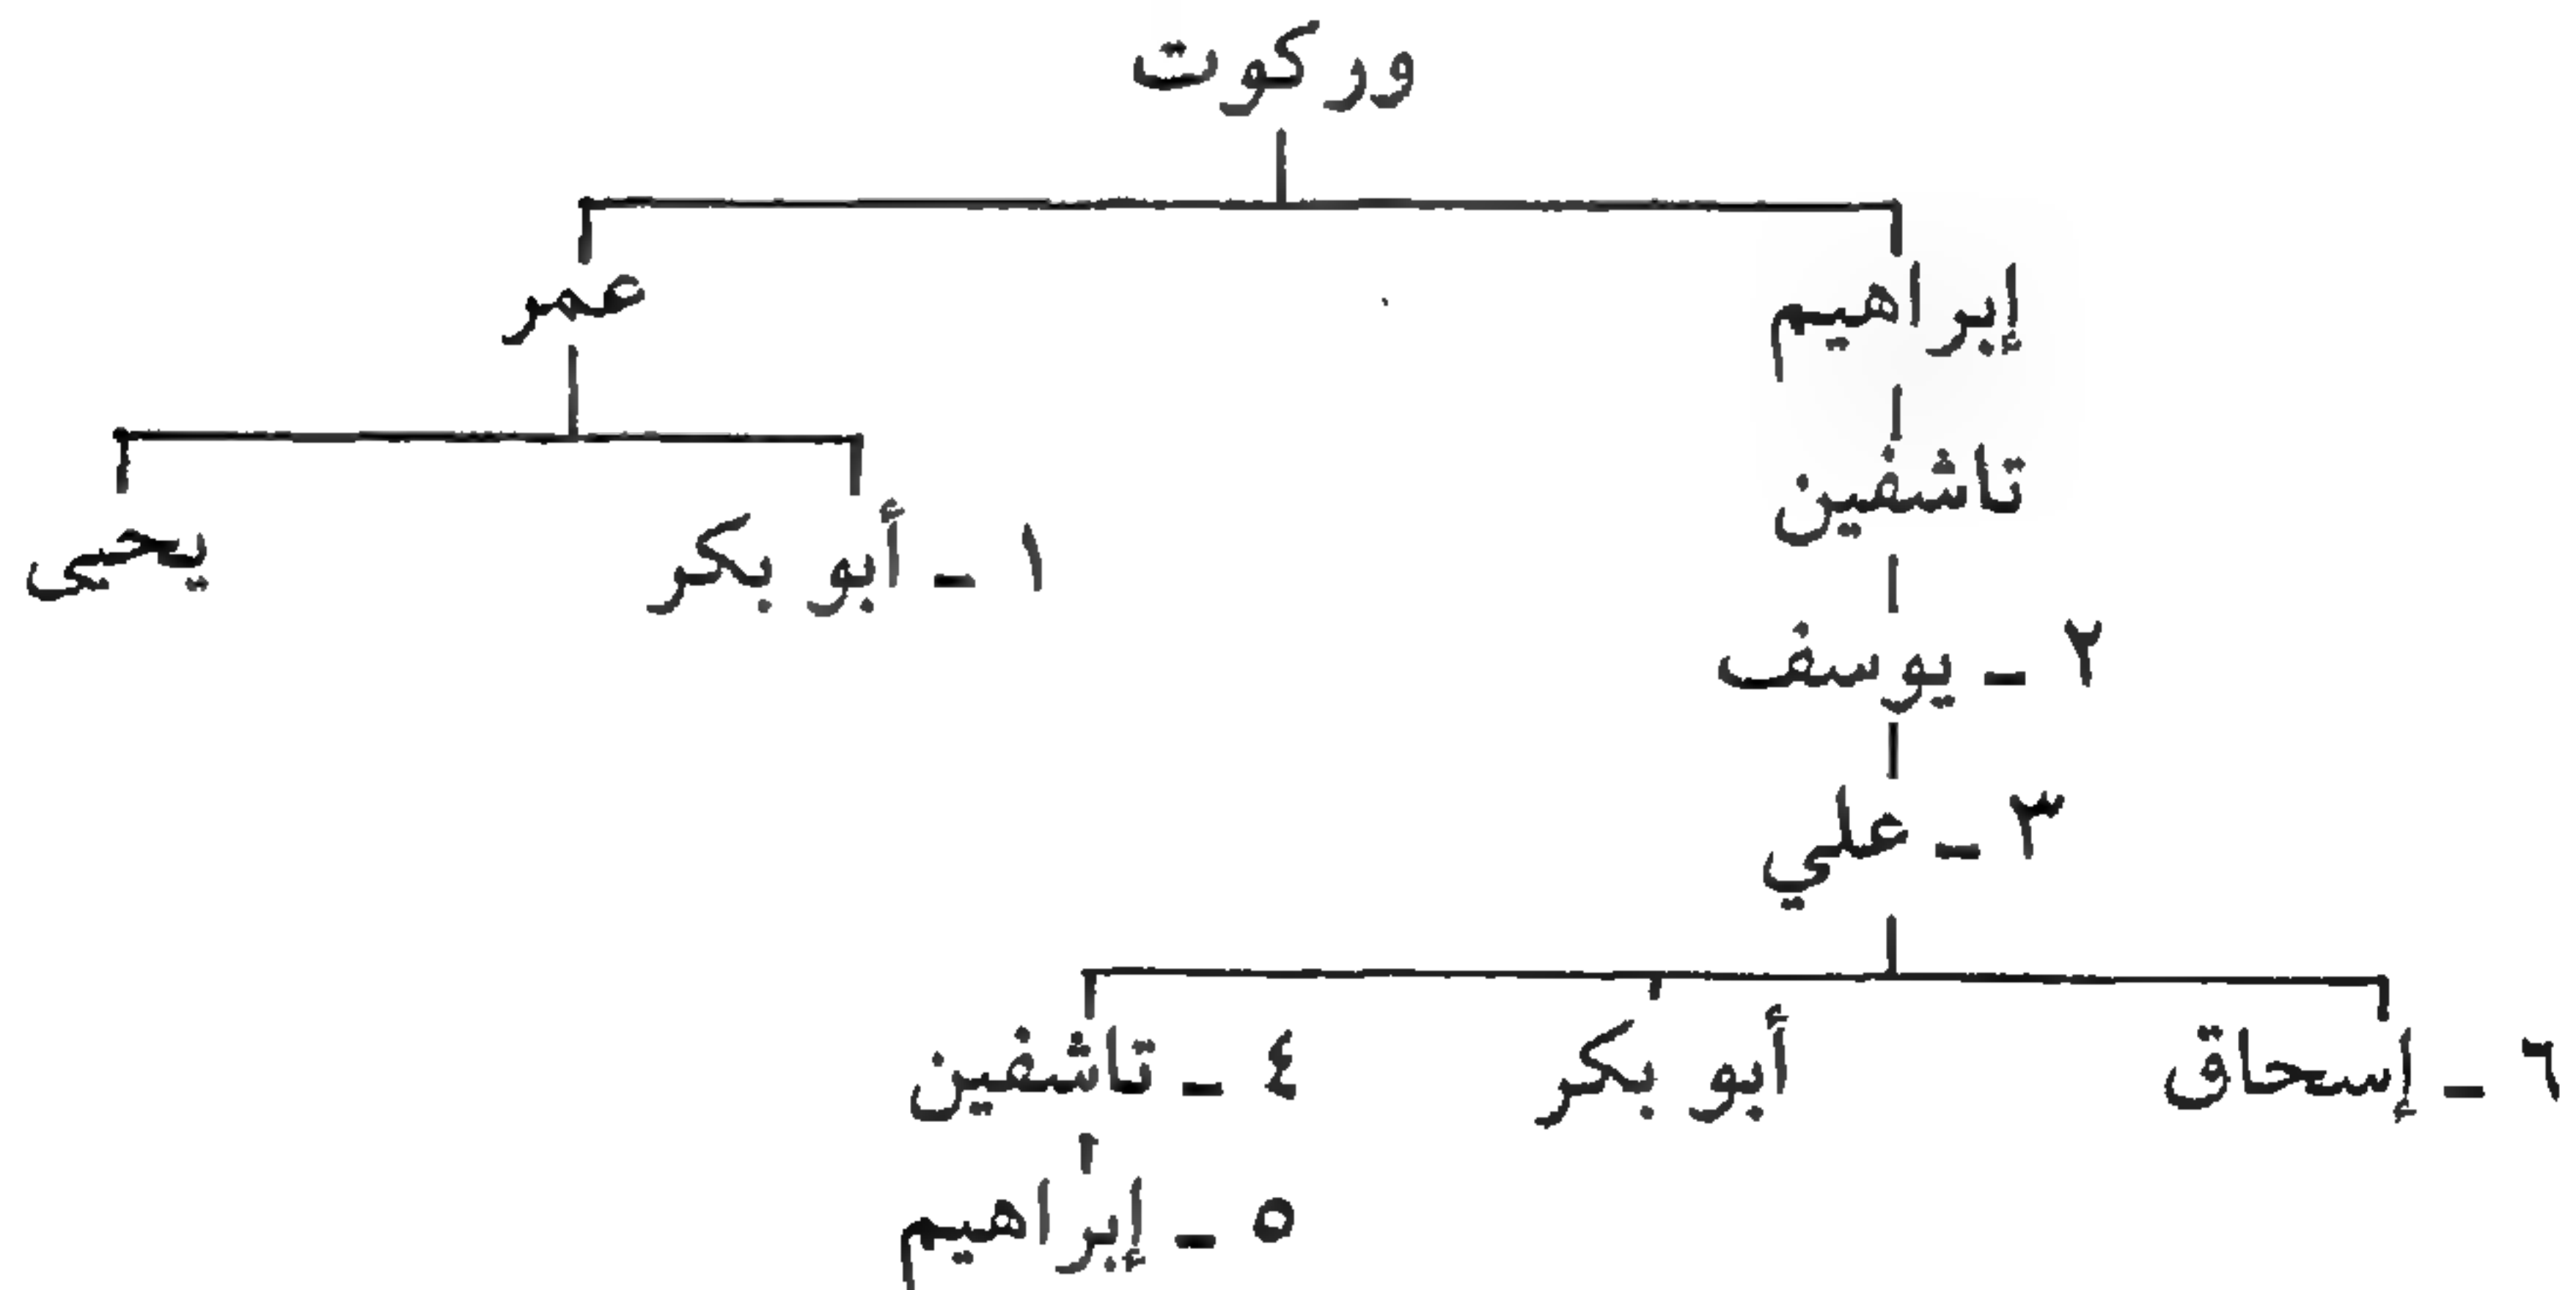 وركوت
إبراهيم
عمر
تاشفين
١ - أبو بكر
يحيى
٢ - يوسف
٣ - علي
٦ - إسحاق
أبو بكر
٤ - تاشفين
٥ - إبراهيم